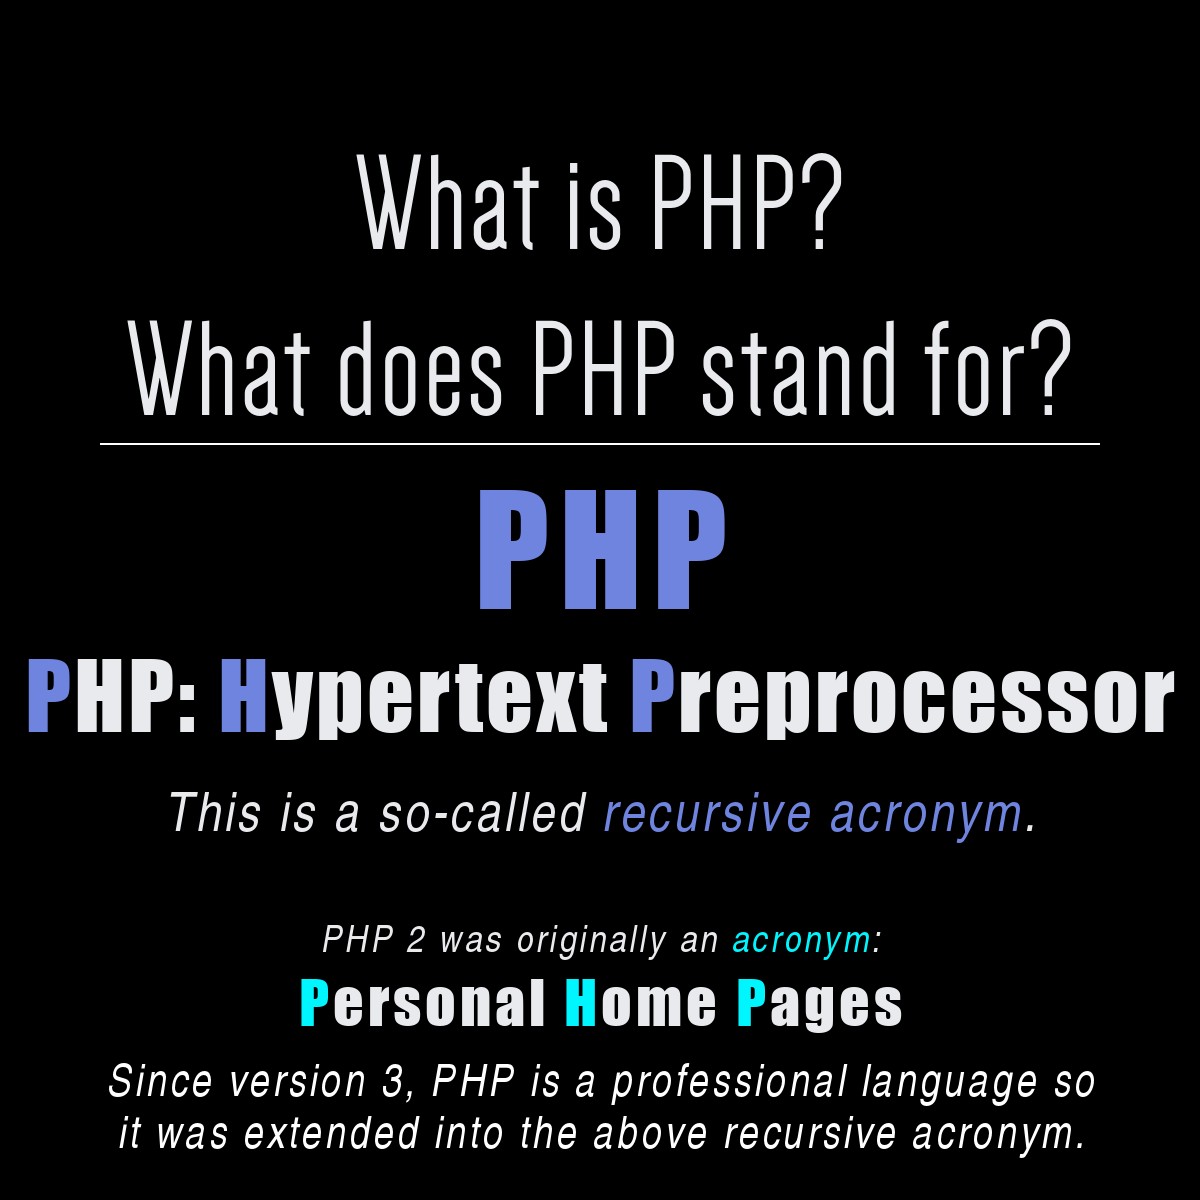 What is PHP?
What does PHP stand for?
PHP
PHP: Hypertext Preprocessor
This is a so-called recursive acronym.
PHP 2 was originally an acronym:
Personal Home Pages
Since version 3, PHP is a professional language so
it was extended into the above recursive acronym.